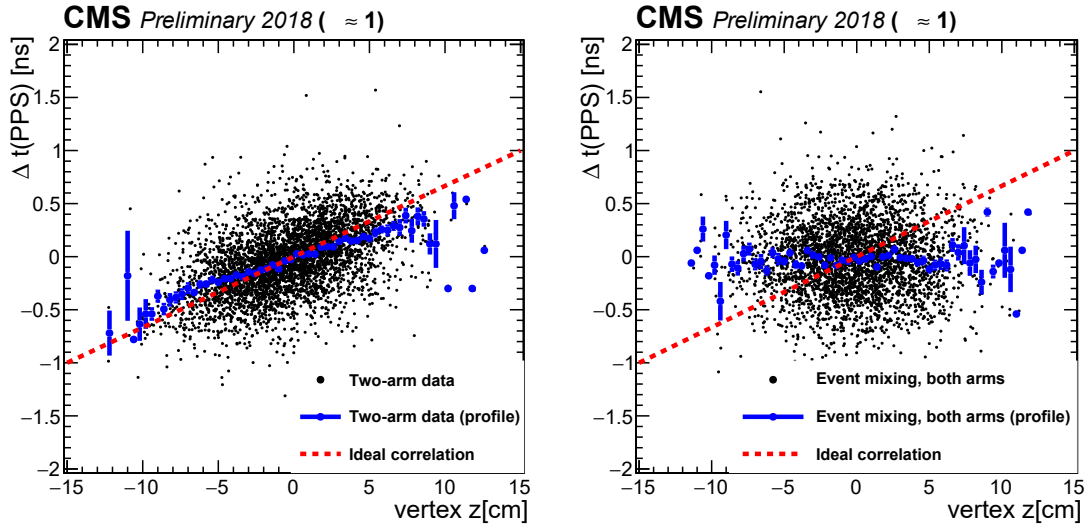 CMS Preliminary 2018 ( ≈ 1)
Δ t(PPS) [ns]
2
1.5
1
0.5
0
−0.5
−1
−1.5
−2
Two-arm data
Two-arm data (profile)
Ideal correlation
−15 −10 −5 0 5 10 15
vertex z[cm]
CMS Preliminary 2018 ( ≈ 1)
Δ t(PPS) [ns]
2
1.5
1
0.5
0
−0.5
−1
−1.5
−2
Event mixing, both arms
Event mixing, both arms (profile)
Ideal correlation
−15 −10 −5 0 5 10 15
vertex z[cm]